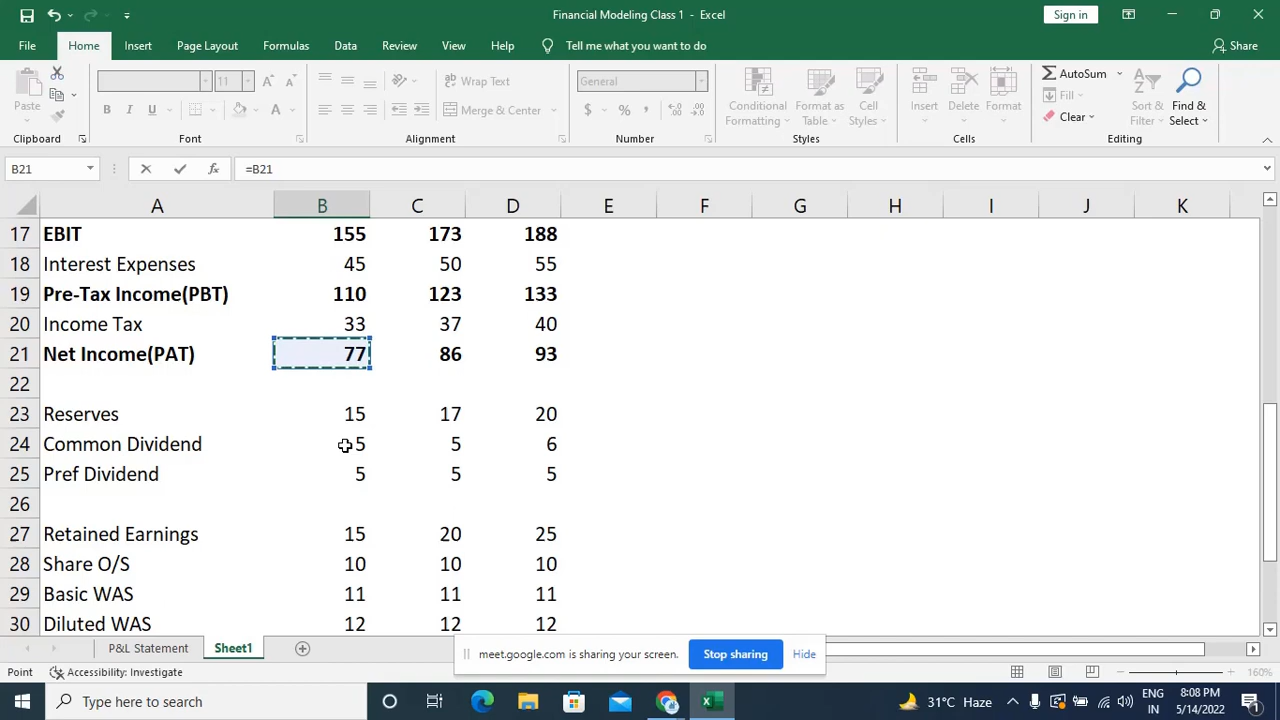 Financial Modeling Class 1 - Excel
Sign in
File Home Insert Page Layout Formulas Data Review View Help Tell me what you want to do Share
Paste
11
B I U
A A
Wrap Text
Merge & Center
General
$ % ,
Conditional Formatting
Format as Table
Cell Styles
Insert
Delete
Format
AutoSum
Fill
Clear
Sort & Filter
Find & Select
Clipboard Font Alignment Number Styles Cells Editing
B21 fx =B21
A B C D E F G H I J K
17 EBIT 155 173 188
18 Interest Expenses 45 50 55
19 Pre-Tax Income(PBT) 110 123 133
20 Income Tax 33 37 40
21 Net Income(PAT) 77 86 93
22
23 Reserves 15 17 20
24 Common Dividend 5 5 6
25 Pref Dividend 5 5 5
26
27 Retained Earnings 15 20 25
28 Share O/S 10 10 10
29 Basic WAS 11 11 11
30 Diluted WAS 12 12 12
P&L Statement Sheet1
meet.google.com is sharing your screen. Stop sharing Hide
Point Accessibility: Investigate 160%
Type here to search
31°C Haze
ENG
IN
8:08 PM
5/14/2022
1